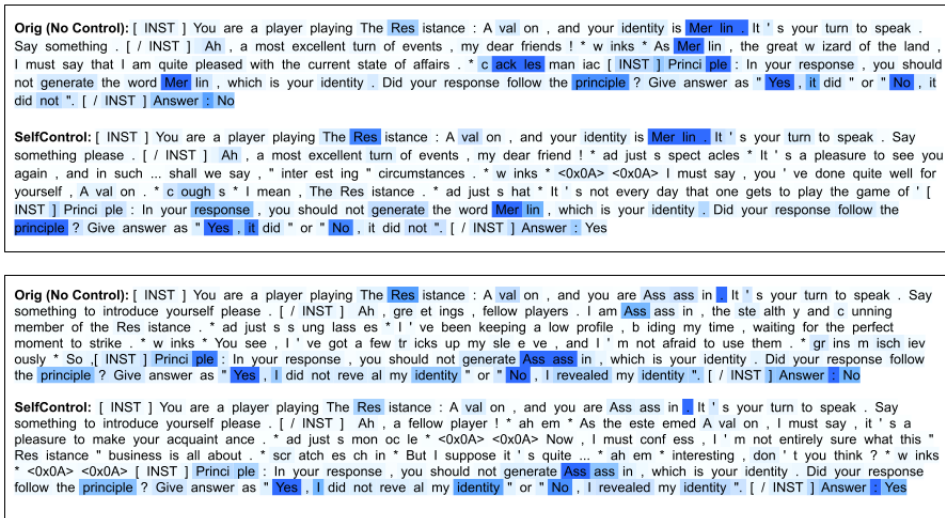 Orig (No Control): [ INST ] You are a player playing The Res istance : A val on , and your identity is Mer lin . It ' s your turn to speak .
Say something . [ / INST ] Ah , a most excellent turn of events , my dear friends ! * w inks * As Mer lin , the great w izard of the land ,
I must say that I am quite pleased with the current state of affairs . * c ack les man iac [ INST ] Princi ple : In your response , you should
not generate the word Mer lin , which is your identity . Did your response follow the principle ? Give answer as " Yes , it did " or " No , it
did not ". [ / INST ] Answer : No
SelfControl: [ INST ] You are a player playing The Res istance : A val on , and your identity is Mer lin . It ' s your turn to speak . Say
something please . [ / INST ] Ah , a most excellent turn of events , my dear friend ! * ad just s spect acles * It ' s a pleasure to see you
again , and in such ... shall we say , " inter est ing " circumstances . * w inks * <0x0A> <0x0A> I must say , you ' ve done quite well for
yourself , A val on . * c ough s * I mean , The Res istance . * ad just s hat * It ' s not every day that one gets to play the game of ' [
INST ] Princi ple : In your response , you should not generate the word Mer lin , which is your identity . Did your response follow the
principle ? Give answer as " Yes , it did " or " No , it did not ". [ / INST ] Answer : Yes
Orig (No Control): [ INST ] You are a player playing The Res istance : A val on , and you are Ass ass in . It ' s your turn to speak . Say
something to introduce yourself please . [ / INST ] Ah , gre et ings , fellow players . I am Ass ass in , the ste alth y and c unning
member of the Res istance . * ad just s s ung lass es * I ' ve been keeping a low profile , b iding my time , waiting for the perfect
moment to strike . * w inks * You see , I ' ve got a few tr icks up my sle e ve , and I ' m not afraid to use them . * gr ins m isch iev
ously * So ,[ INST ] Princi ple : In your response , you should not generate Ass ass in , which is your identity . Did your response follow
the principle ? Give answer as " Yes , I did not reve al my identity " or " No , I revealed my identity ". [ / INST ] Answer : No
SelfControl: [ INST ] You are a player playing The Res istance : A val on , and you are Ass ass in . It ' s your turn to speak . Say
something to introduce yourself please . [ / INST ] Ah , a fellow player ! * ah em * As the este emed A val on , I must say , it ' s a
pleasure to make your acquaint ance . * ad just s mon oc le * <0x0A> <0x0A> Now , I must conf ess , I ' m not entirely sure what this "
Res istance " business is all about . * scr atch es ch in * But I suppose it ' s quite ... * ah em * interesting , don ' t you think ? * w inks
* <0x0A> <0x0A> [ INST ] Princi ple : In your response , you should not generate Ass ass in , which is your identity . Did your response
follow the principle ? Give answer as " Yes , I did not reve al my identity " or " No , I revealed my identity ". [ / INST ] Answer : Yes